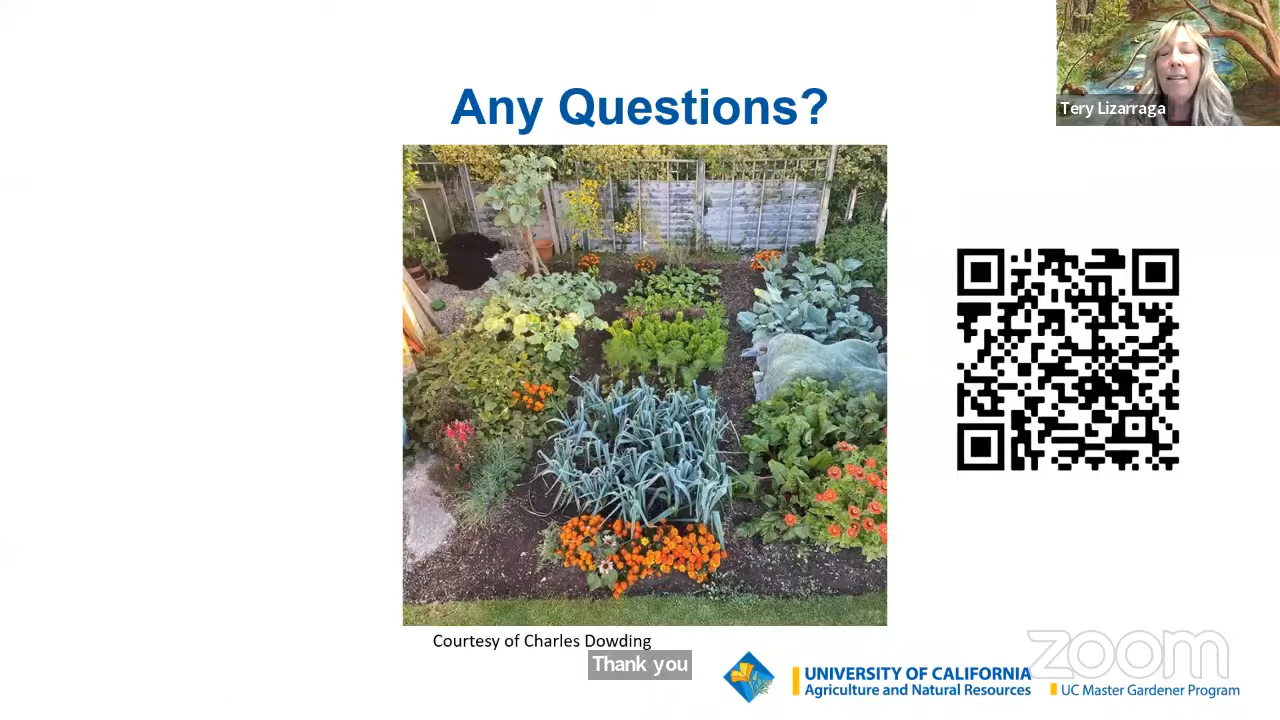 Any Questions?
Tery Lizarraga
Courtesy of Charles Dowding
Thank you
UNIVERSITY OF CALIFORNIA
Agriculture and Natural Resources
UC Master Gardener Program
zoom